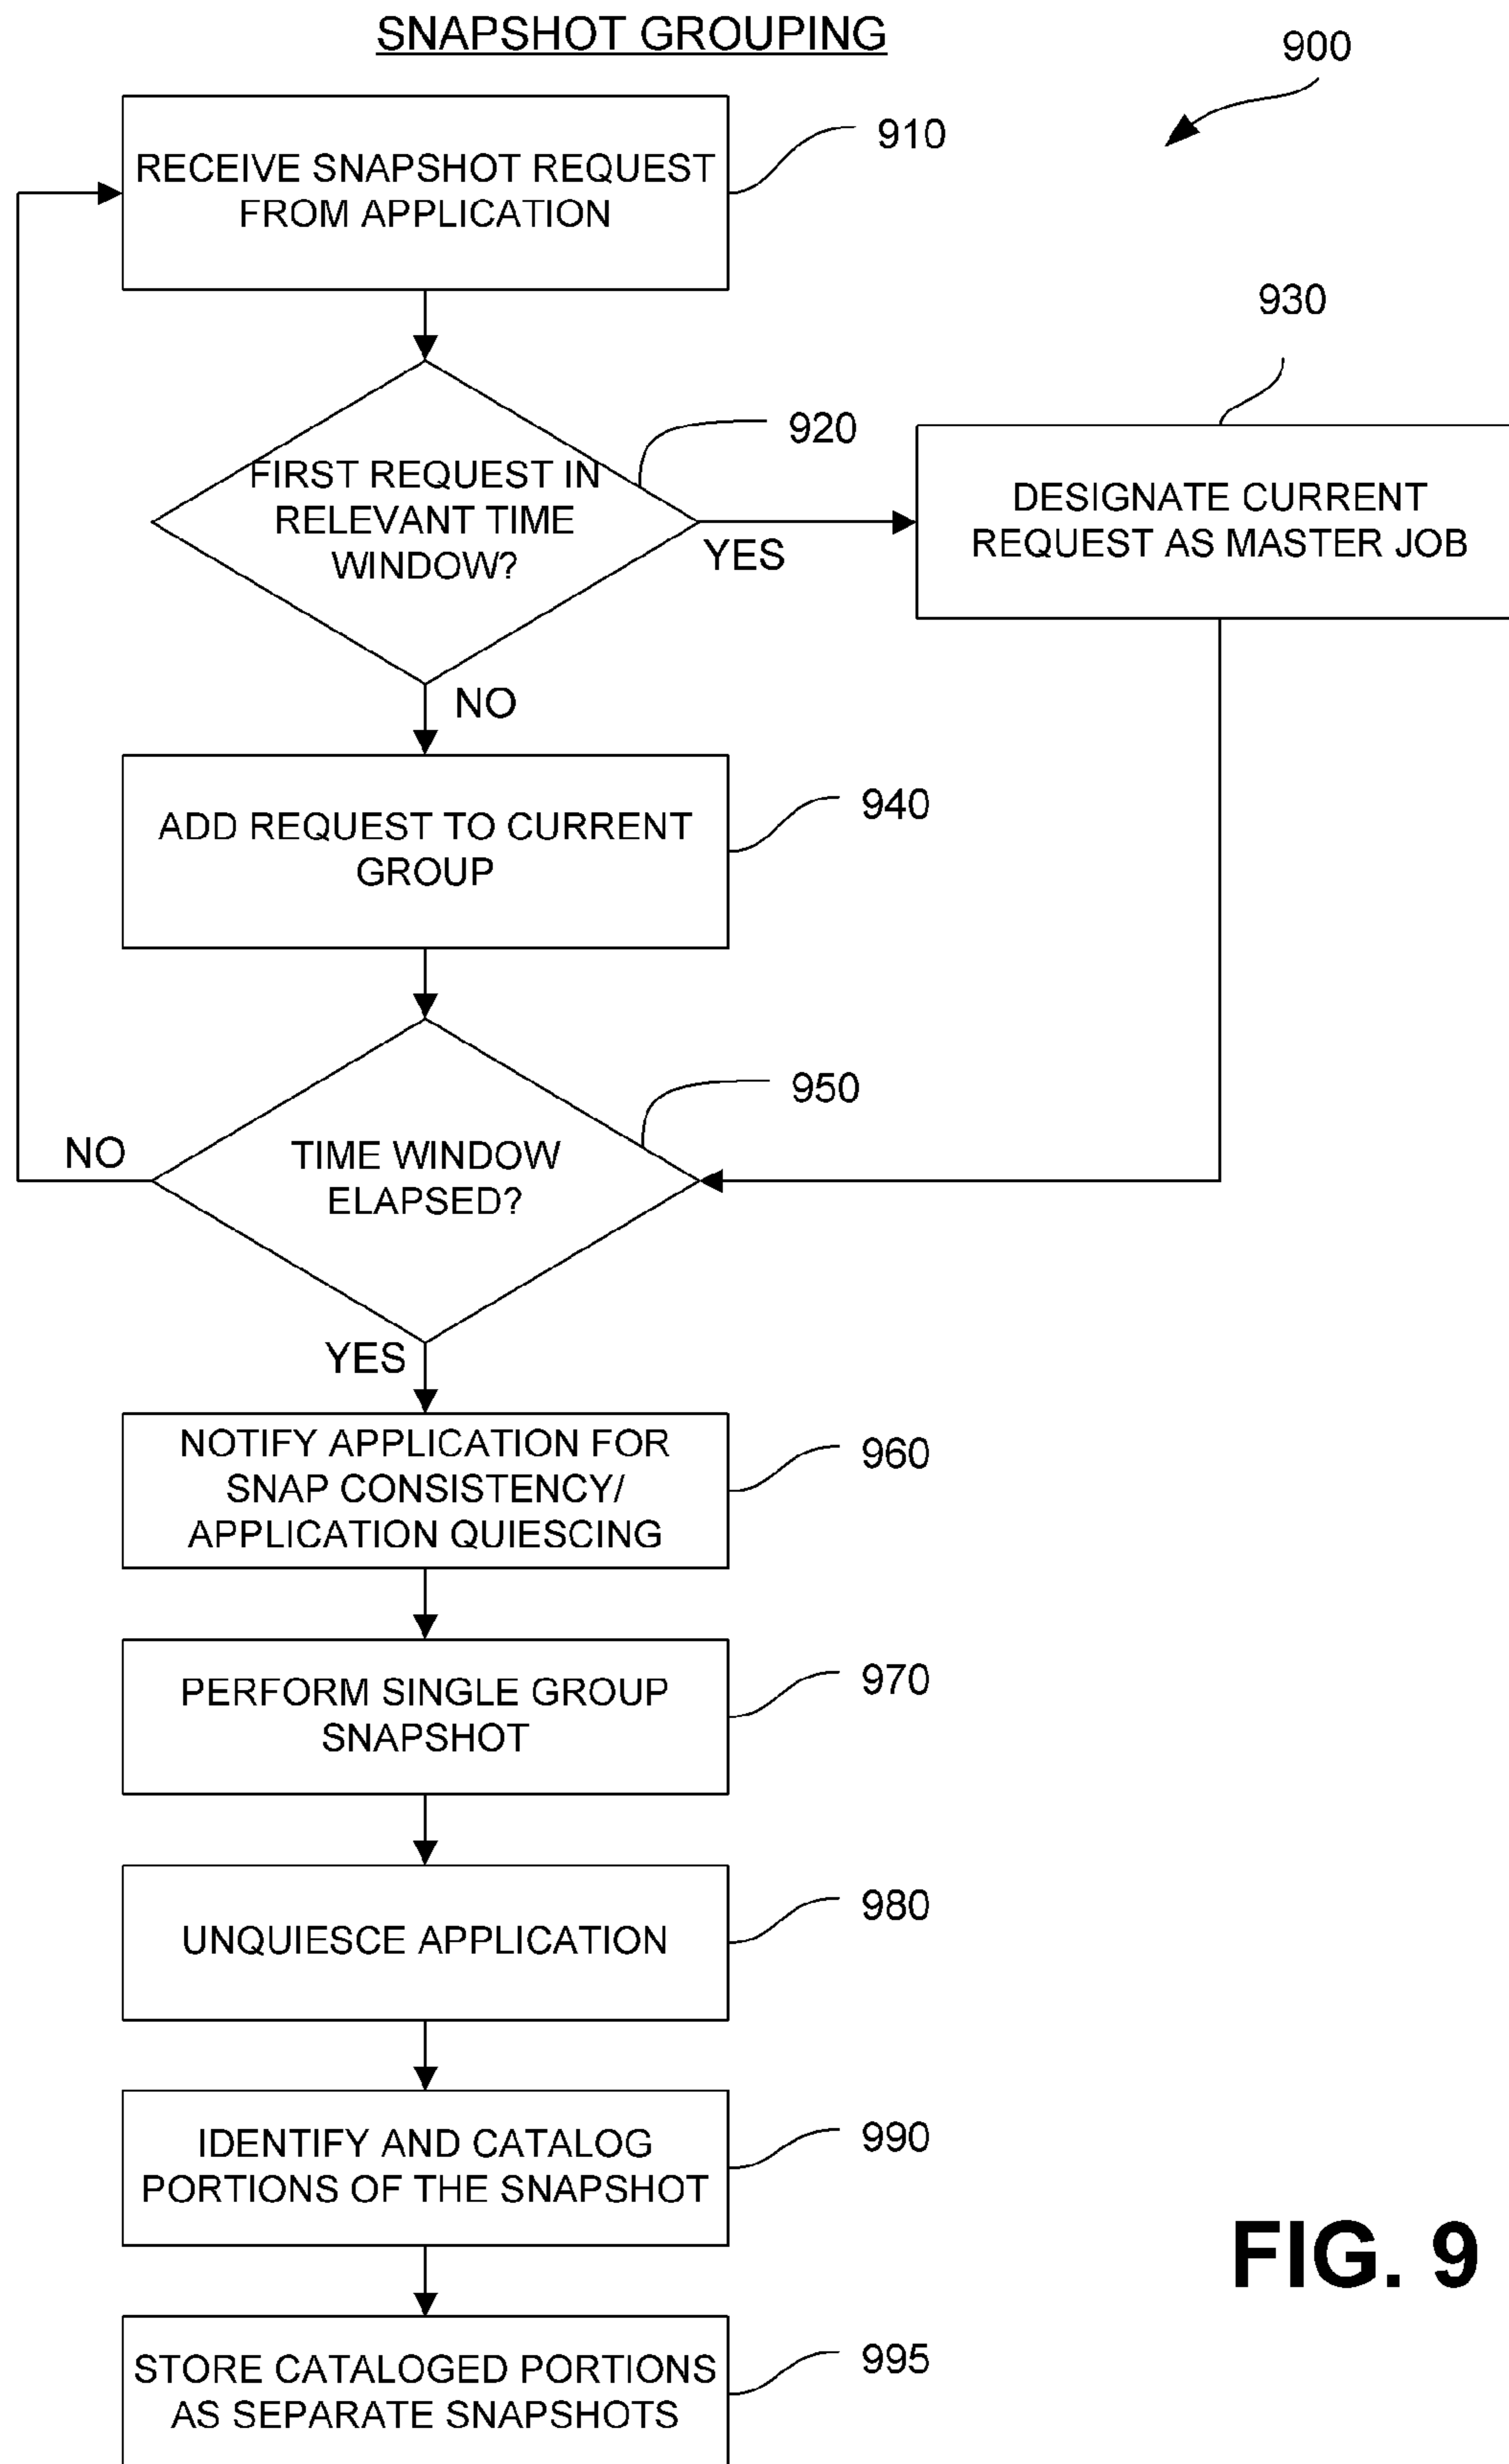 SNAPSHOT GROUPING
900
RECEIVE SNAPSHOT REQUEST
FROM APPLICATION
910
FIRST REQUEST IN
RELEVANT TIME
WINDOW?
920
YES
NO
DESIGNATE CURRENT
REQUEST AS MASTER JOB
930
ADD REQUEST TO CURRENT
GROUP
940
TIME WINDOW
ELAPSED?
950
NO
YES
NOTIFY APPLICATION FOR
SNAP CONSISTENCY/
APPLICATION QUIESCING
960
PERFORM SINGLE GROUP
SNAPSHOT
970
UNQUIESCE APPLICATION
980
IDENTIFY AND CATALOG
PORTIONS OF THE SNAPSHOT
990
STORE CATALOGED PORTIONS
AS SEPARATE SNAPSHOTS
995
FIG. 9